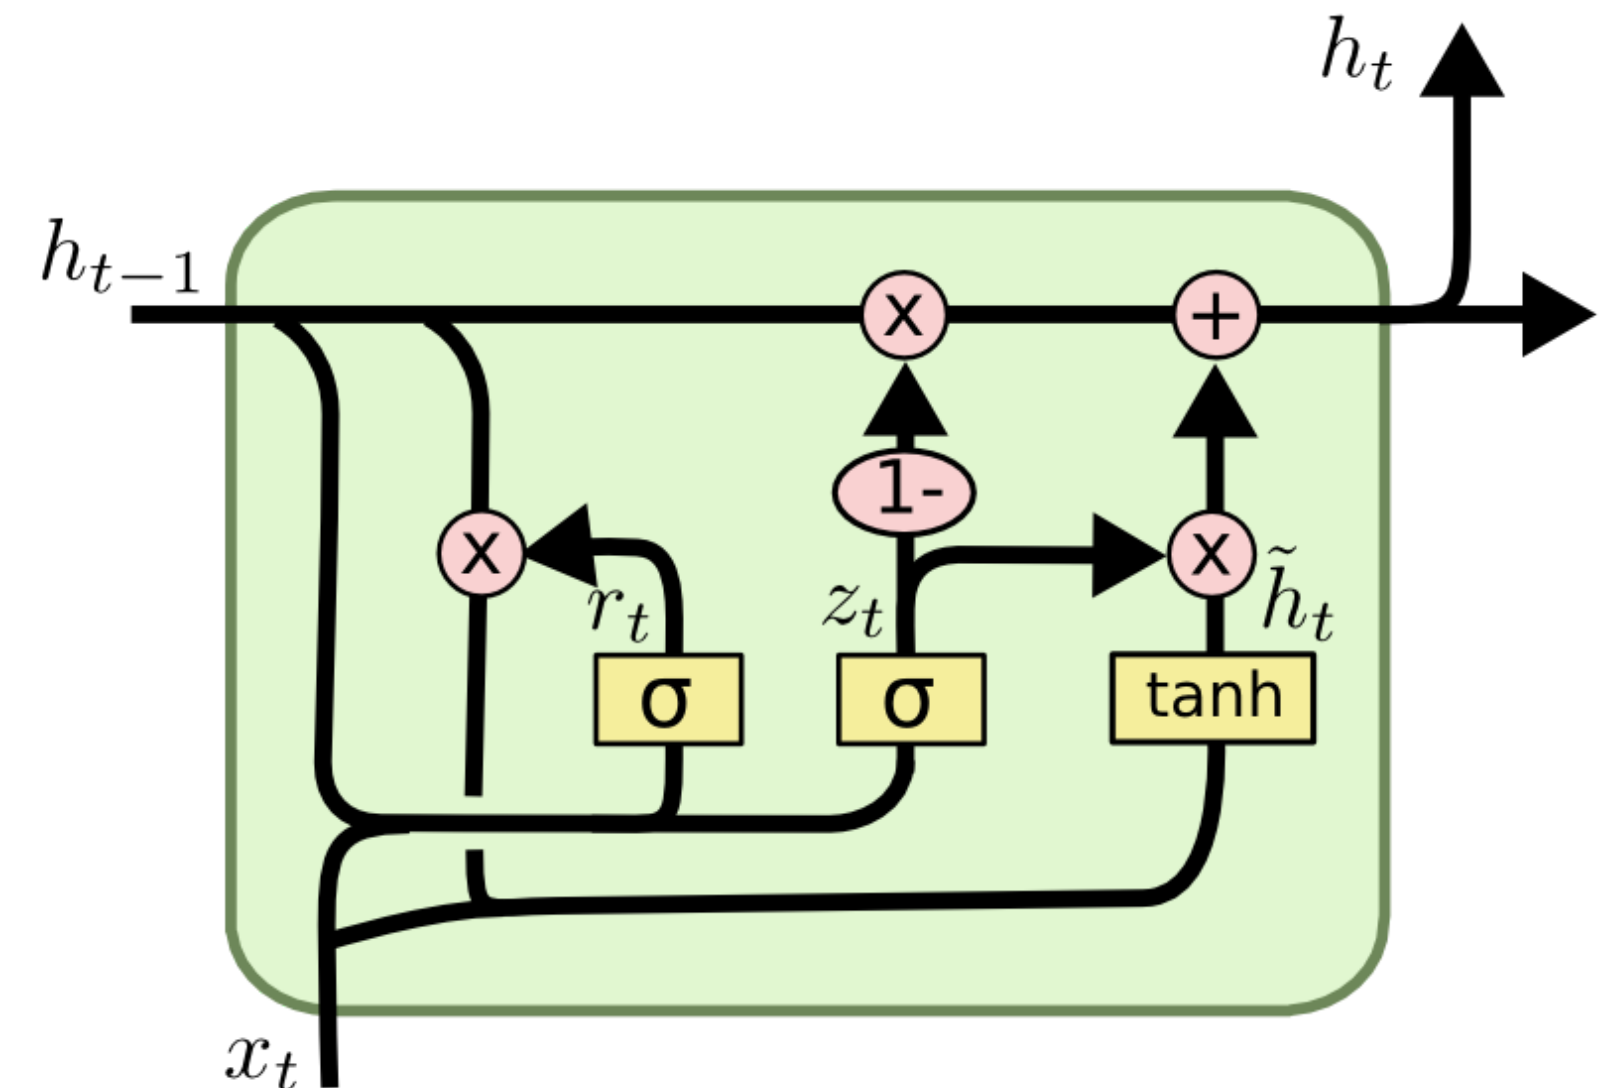 h_t
h_{t-1}
x +
1-
x x
r_t z_t h̃_t
σ σ tanh
x_t